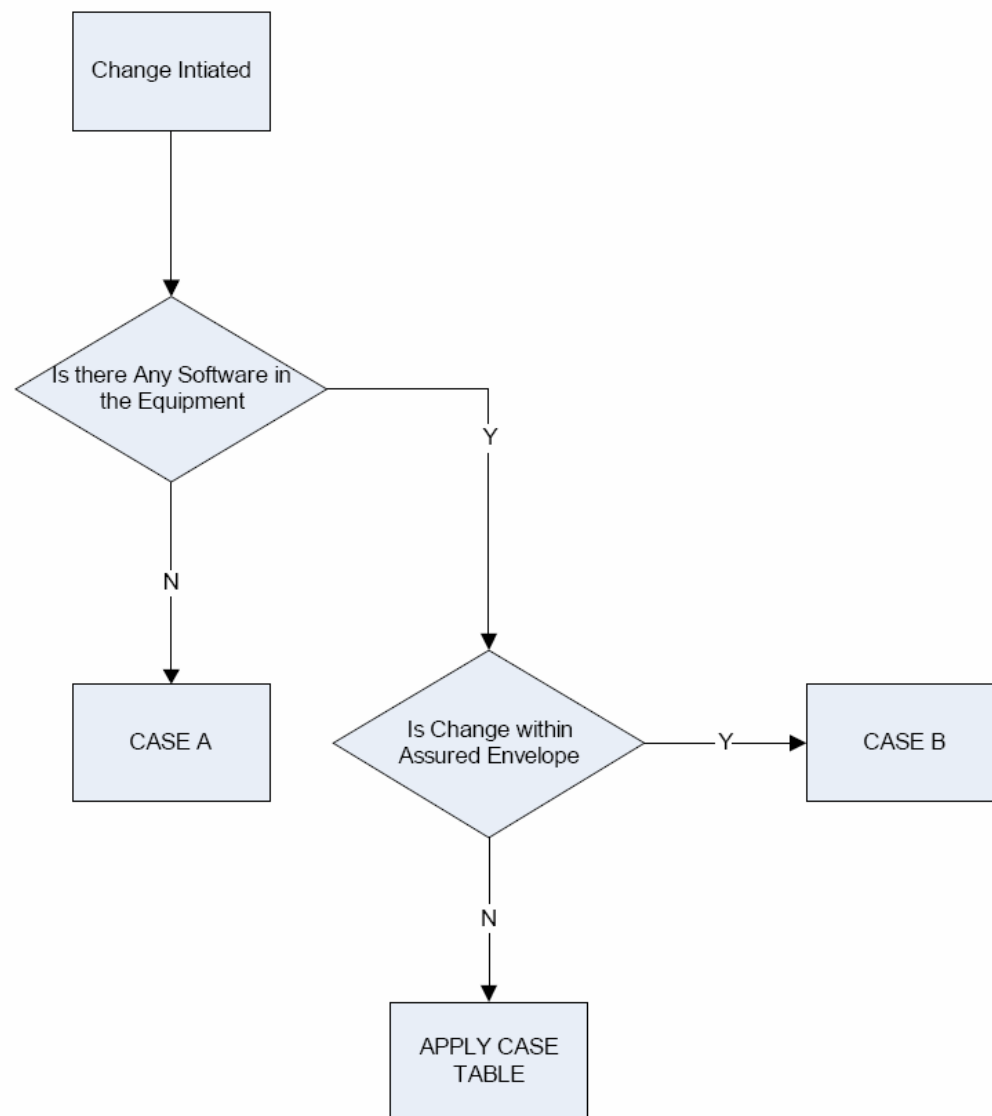 Change Intiated
Is there Any Software in
the Equipment
Y
N
CASE A
Is Change within
Assured Envelope
Y
CASE B
N
APPLY CASE
TABLE